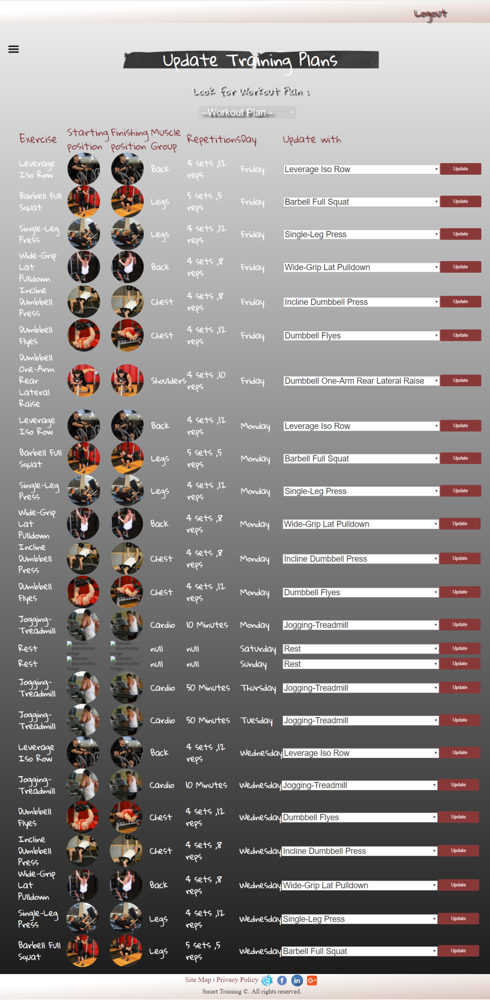 Logout
Update Training Plans
Look for Workout Plan :
--Workout Plan--
Exercise Starting position Finishing position Muscle Group Repetitions Day Update with
Leverage Iso Row Back 4 sets ,12 reps Friday Leverage Iso Row Update
Barbell Full Squat Legs 5 sets ,5 reps Friday Barbell Full Squat Update
Single-Leg Press Legs 4 sets ,12 reps Friday Single-Leg Press Update
Wide-Grip Lat Pulldown Back 4 sets ,8 reps Friday Wide-Grip Lat Pulldown Update
Incline Dumbbell Press Chest 4 sets ,8 reps Friday Incline Dumbbell Press Update
Dumbbell Flyes Chest 4 sets ,12 reps Friday Dumbbell Flyes Update
Dumbbell One-Arm Rear Lateral Raise Shoulders 4 sets ,10 reps Friday Dumbbell One-Arm Rear Lateral Raise Update
Leverage Iso Row Back 4 sets ,12 reps Monday Leverage Iso Row Update
Barbell Full Squat Legs 5 sets ,5 reps Monday Barbell Full Squat Update
Single-Leg Press Legs 4 sets ,12 reps Monday Single-Leg Press Update
Wide-Grip Lat Pulldown Back 4 sets ,8 reps Monday Wide-Grip Lat Pulldown Update
Incline Dumbbell Press Chest 4 sets ,8 reps Monday Incline Dumbbell Press Update
Dumbbell Flyes Chest 4 sets ,12 reps Monday Dumbbell Flyes Update
Jogging-Treadmill Cardio 10 Minutes Monday Jogging-Treadmill Update
Rest Generic placeholder image Generic placeholder image null null Saturday Rest Update
Rest Generic placeholder image Generic placeholder image null null Sunday Rest Update
Jogging-Treadmill Cardio 50 Minutes Thursday Jogging-Treadmill Update
Jogging-Treadmill Cardio 50 Minutes Tuesday Jogging-Treadmill Update
Leverage Iso Row Back 4 sets ,12 reps Wednesday Leverage Iso Row Update
Jogging-Treadmill Cardio 10 Minutes Wednesday Jogging-Treadmill Update
Dumbbell Flyes Chest 4 sets ,12 reps Wednesday Dumbbell Flyes Update
Incline Dumbbell Press Chest 4 sets ,8 reps Wednesday Incline Dumbbell Press Update
Wide-Grip Lat Pulldown Back 4 sets ,8 reps Wednesday Wide-Grip Lat Pulldown Update
Single-Leg Press Legs 4 sets ,12 reps Wednesday Single-Leg Press Update
Barbell Full Squat Legs 5 sets ,5 reps Wednesday Barbell Full Squat Update
Site Map | Privacy Policy f in G+
Smart Training ©. All rights reserved.